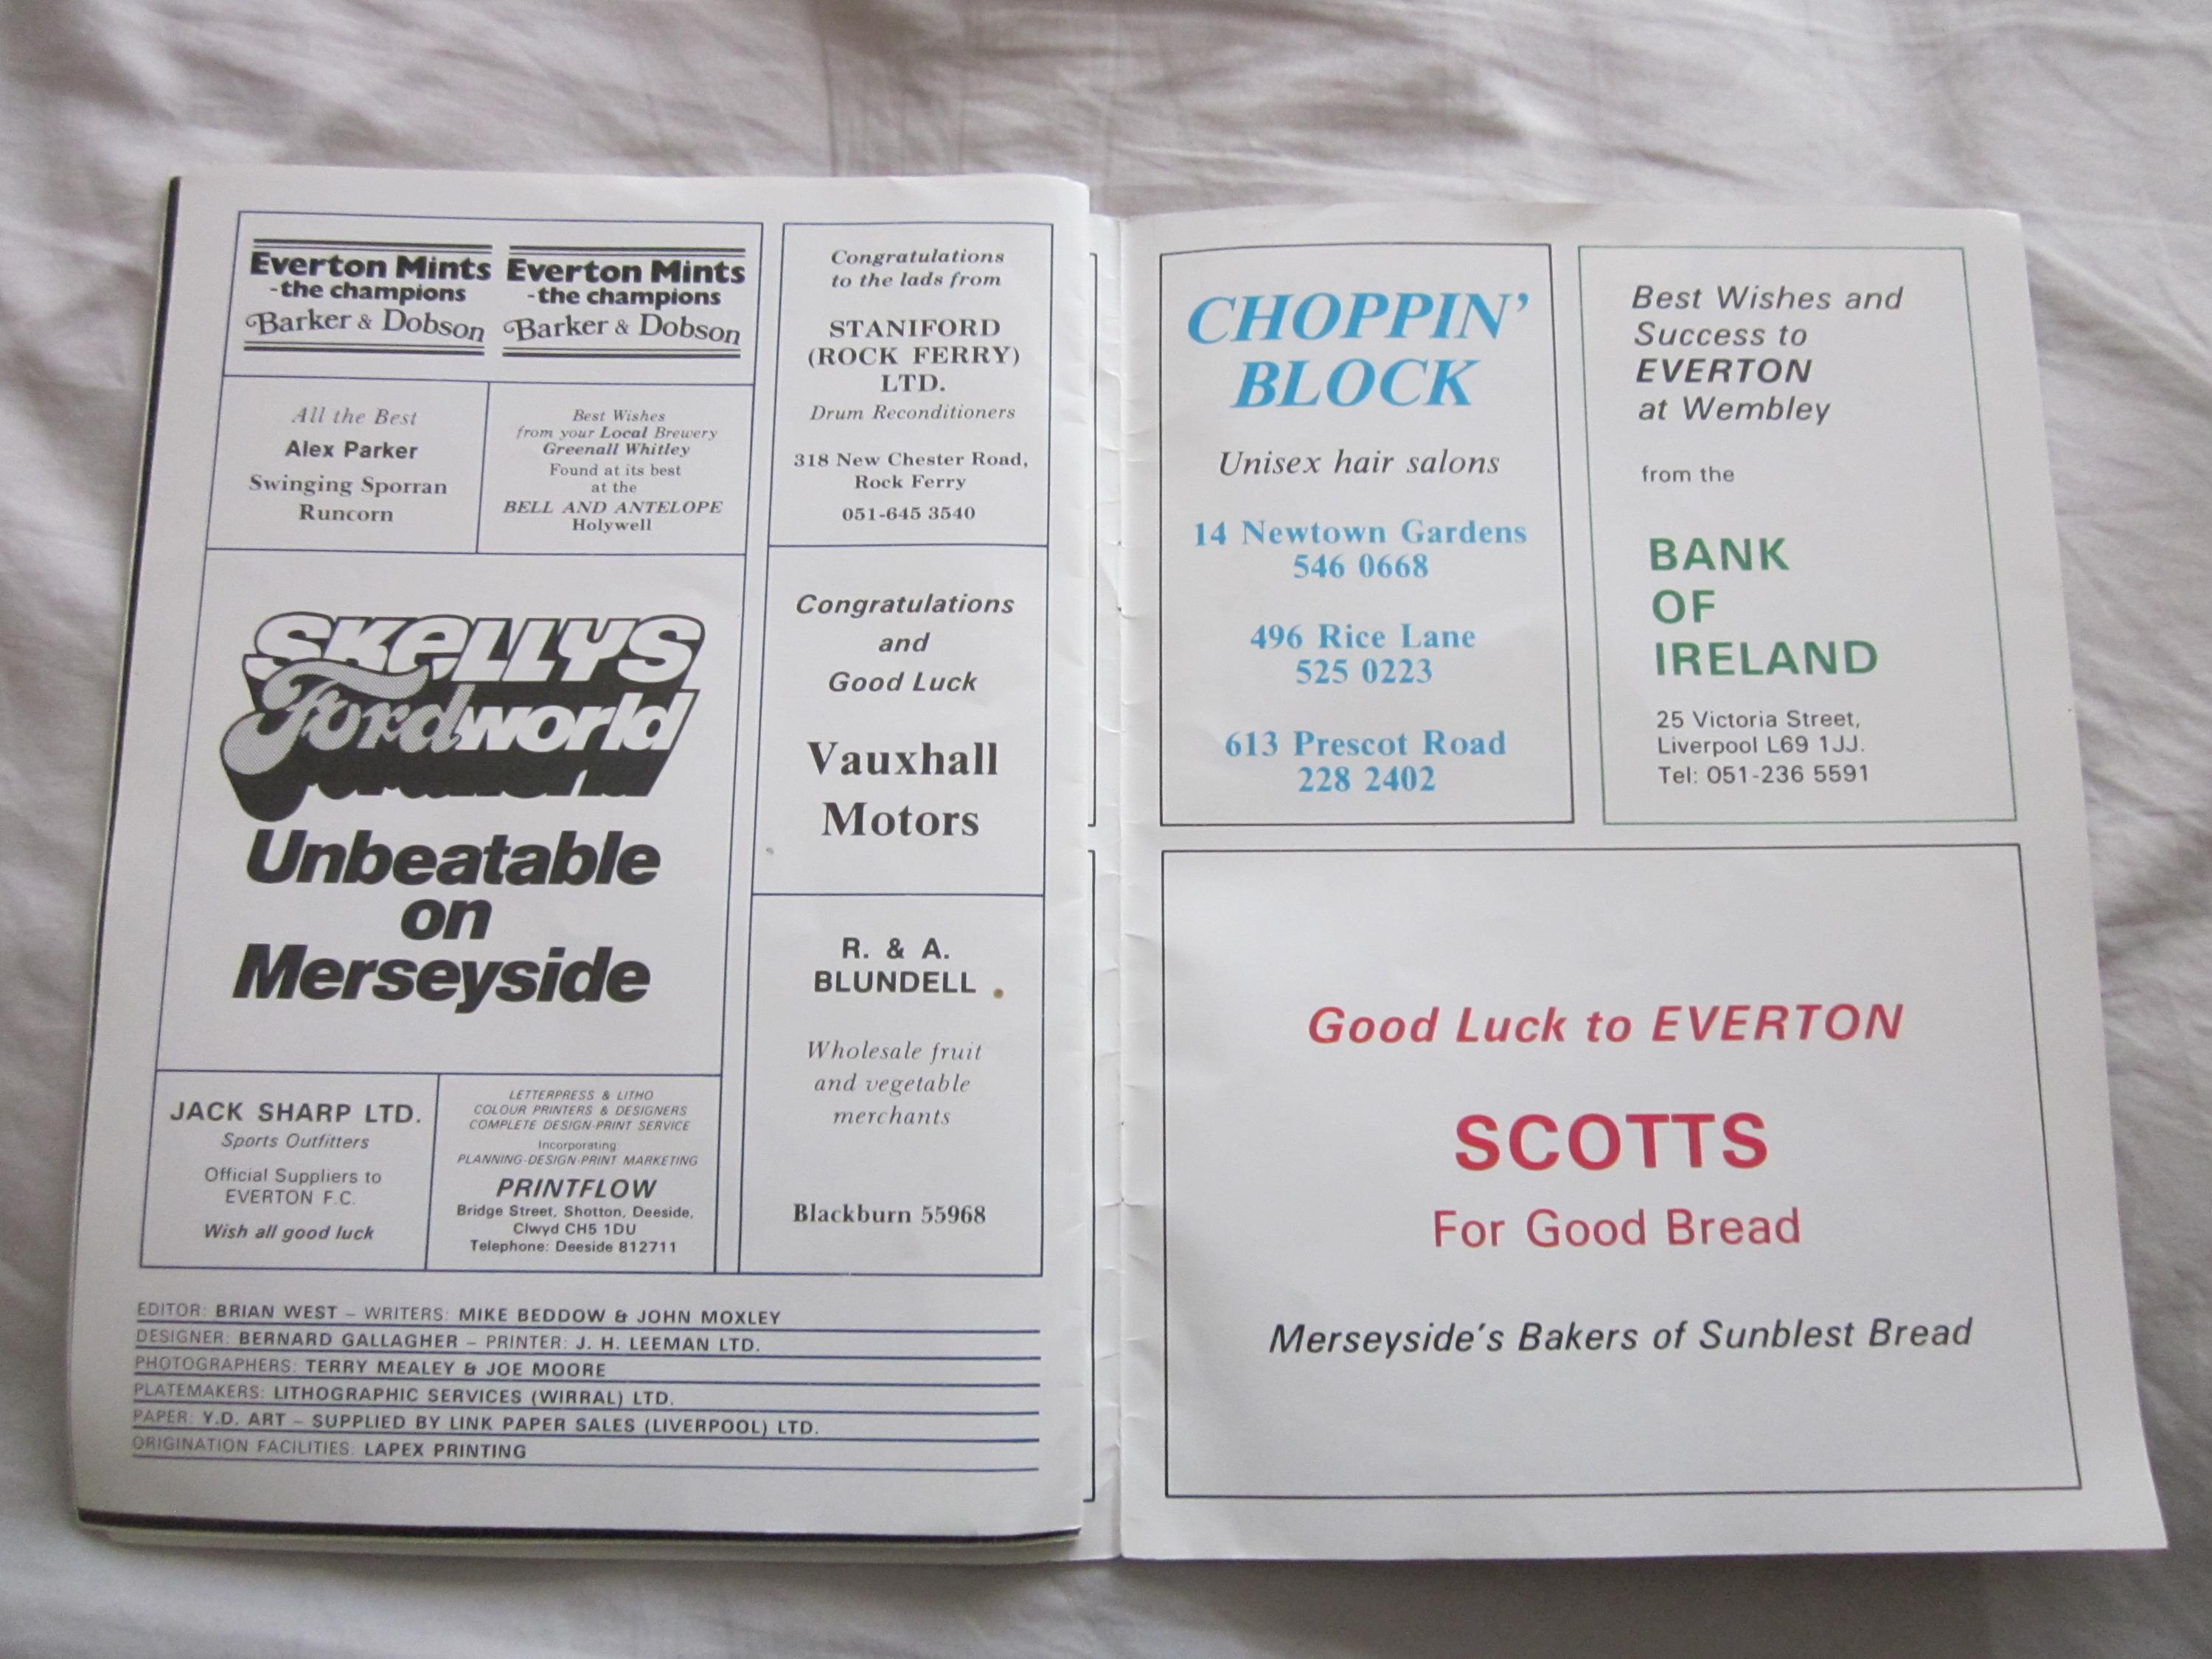 Everton Mints
-the champions
Barker & Dobson
Everton Mints
-the champions
Barker & Dobson
All the Best
Alex Parker
Swinging Sporran
Runcorn
Best Wishes
from your Local Brewery
Greenall Whitley
Found at its best
at the
BELL AND ANTELOPE
Holywell
SKELLYS
Fordworld
Unbeatable
on
Merseyside
JACK SHARP LTD.
Sports Outfitters
Official Suppliers to
EVERTON F.C.
Wish all good luck
LETTERPRESS & LITHO
COLOUR PRINTERS & DESIGNERS
COMPLETE DESIGN-PRINT SERVICE
Incorporating
PLANNING-DESIGN-PRINT MARKETING
PRINTFLOW
Bridge Street, Shotton, Deeside,
Clwyd CH5 1DU
Telephone: Deeside 812711
Congratulations
to the lads from
STANIFORD
(ROCK FERRY)
LTD.
Drum Reconditioners
318 New Chester Road,
Rock Ferry
051-645 3540
Congratulations
and
Good Luck
Vauxhall
Motors
R. & A.
BLUNDELL
Wholesale fruit
and vegetable
merchants
Blackburn 55968
EDITOR: BRIAN WEST – WRITERS: MIKE BEDDOW & JOHN MOXLEY
DESIGNER: BERNARD GALLAGHER – PRINTER: J. H. LEEMAN LTD.
PHOTOGRAPHERS: TERRY MEALEY & JOE MOORE
PLATEMAKERS: LITHOGRAPHIC SERVICES (WIRRAL) LTD.
PAPER: Y.D. ART – SUPPLIED BY LINK PAPER SALES (LIVERPOOL) LTD.
ORIGINATION FACILITIES: LAPEX PRINTING
CHOPPIN'
BLOCK
Unisex hair salons
14 Newtown Gardens
546 0668
496 Rice Lane
525 0223
613 Prescot Road
228 2402
Best Wishes and
Success to
EVERTON
at Wembley
from the
BANK
OF
IRELAND
25 Victoria Street,
Liverpool L69 1JJ.
Tel: 051-236 5591
Good Luck to EVERTON
SCOTTS
For Good Bread
Merseyside's Bakers of Sunblest Bread